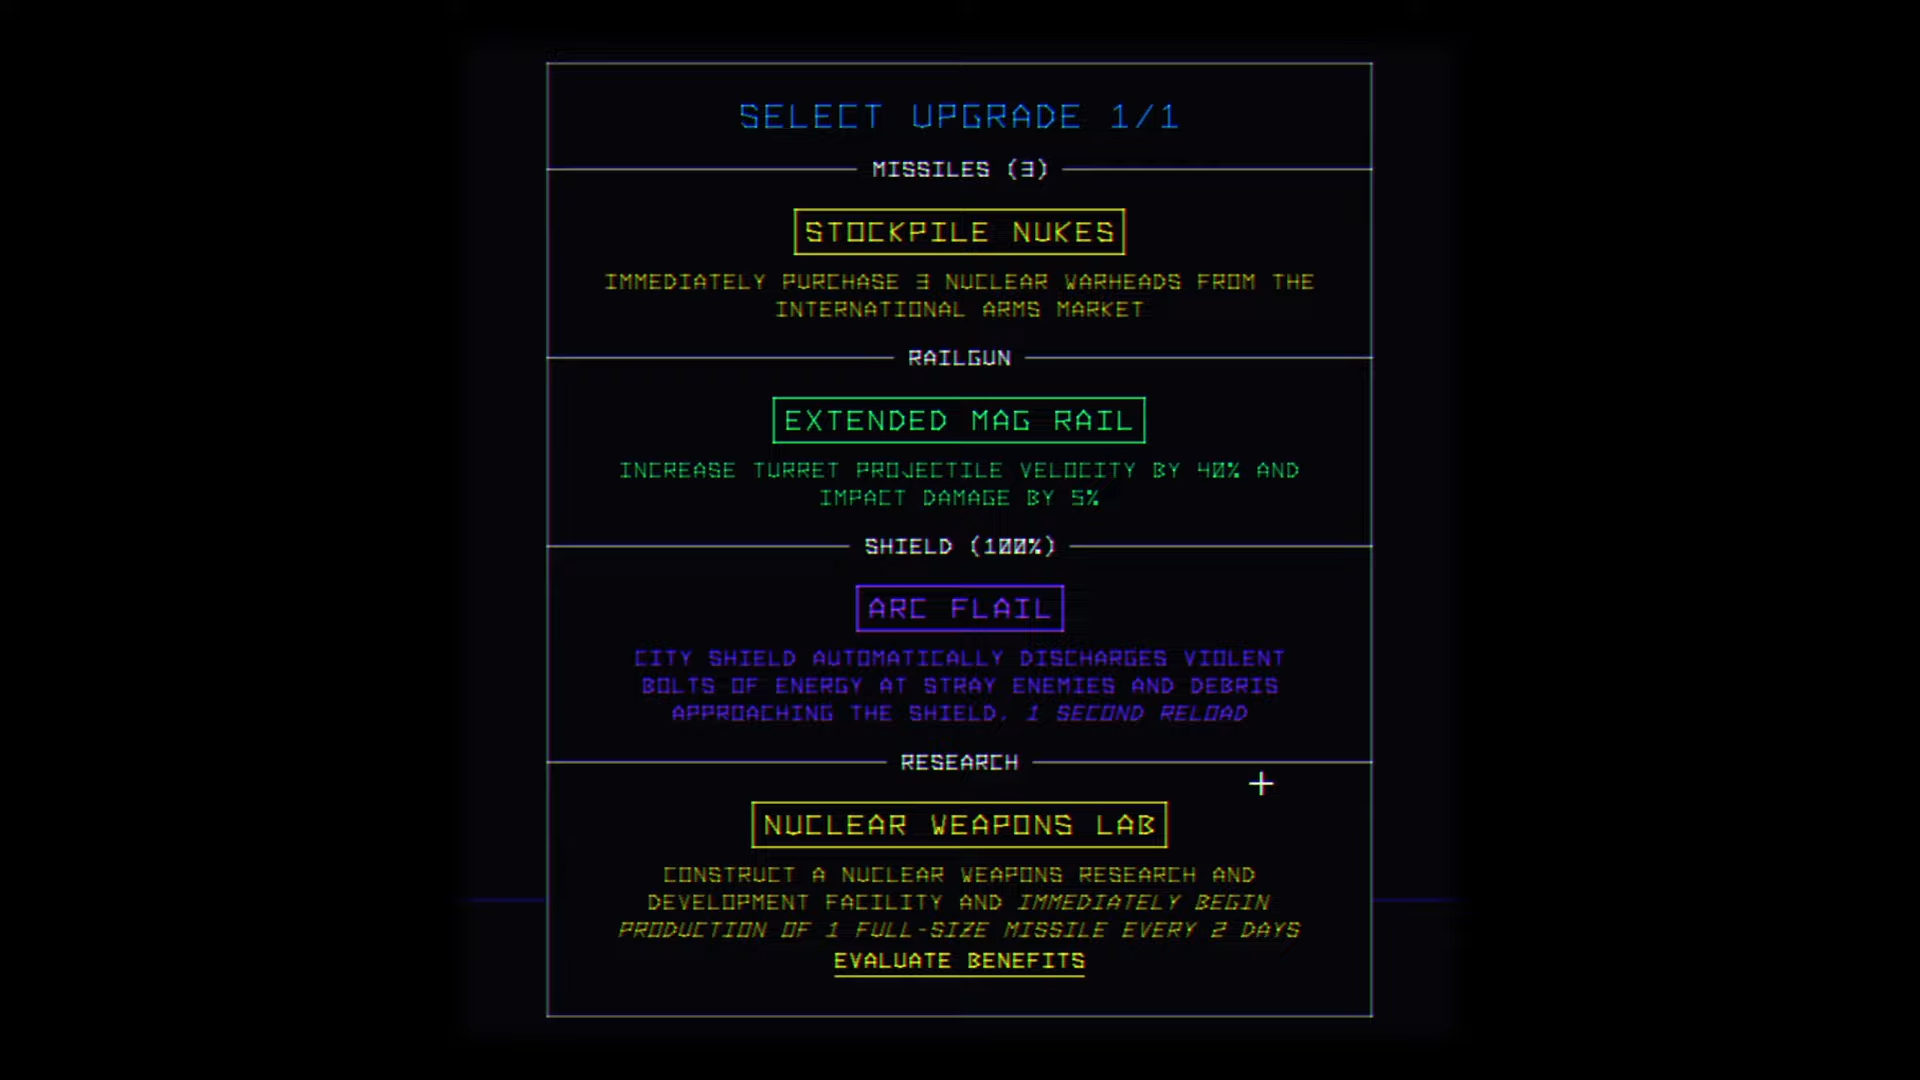 SELECT UPGRADE 1/1
MISSILES (3)
STOCKPILE NUKES
IMMEDIATELY PURCHASE 3 NUCLEAR WARHEADS FROM THE
INTERNATIONAL ARMS MARKET
RAILGUN
EXTENDED MAG RAIL
INCREASE TURRET PROJECTILE VELOCITY BY 40% AND
IMPACT DAMAGE BY 5%
SHIELD (100%)
ARC FLAIL
CITY SHIELD AUTOMATICALLY DISCHARGES VIOLENT
BOLTS OF ENERGY AT STRAY ENEMIES AND DEBRIS
APPROACHING THE SHIELD. 1 SECOND RELOAD
RESEARCH
NUCLEAR WEAPONS LAB
CONSTRUCT A NUCLEAR WEAPONS RESEARCH AND
DEVELOPMENT FACILITY AND IMMEDIATELY BEGIN
PRODUCTION OF 1 FULL-SIZE MISSILE EVERY 2 DAYS
EVALUATE BENEFITS